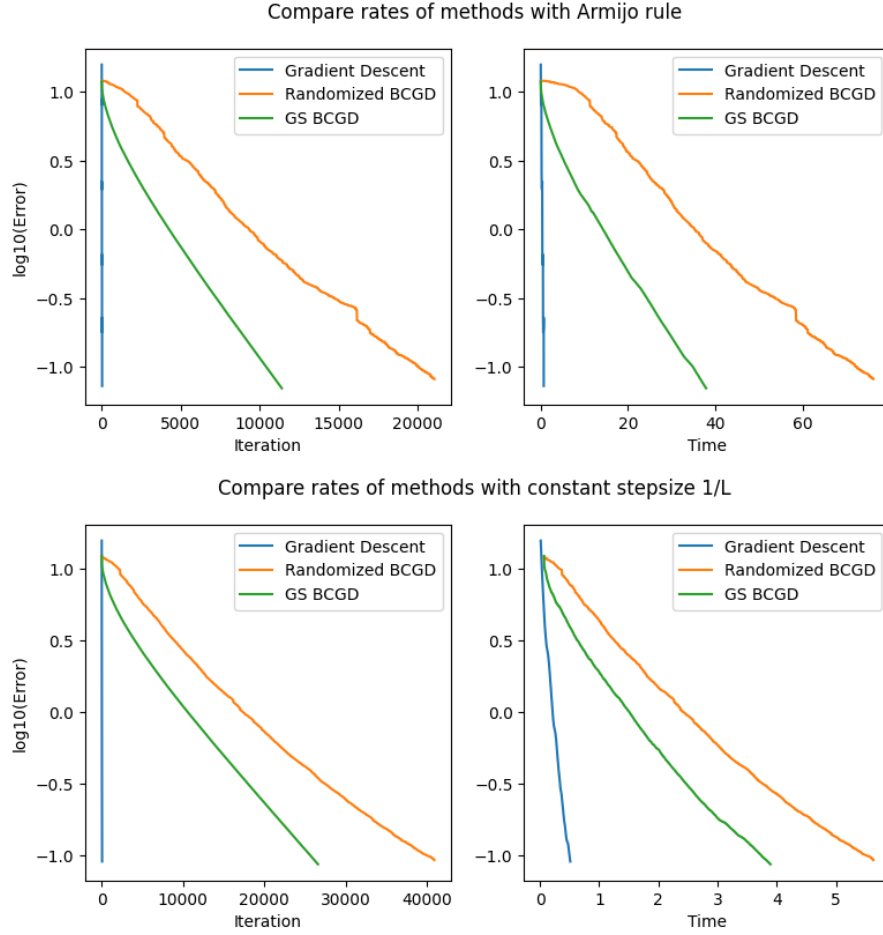 Compare rates of methods with Armijo rule
log10(Error)
1.0
0.5
0.0
−0.5
−1.0
Gradient Descent
Randomized BCGD
GS BCGD
0 5000 10000 15000 20000
Iteration
1.0
0.5
0.0
−0.5
−1.0
Gradient Descent
Randomized BCGD
GS BCGD
0 20 40 60
Time
Compare rates of methods with constant stepsize 1/L
log10(Error)
1.0
0.5
0.0
−0.5
−1.0
Gradient Descent
Randomized BCGD
GS BCGD
0 10000 20000 30000 40000
Iteration
1.0
0.5
0.0
−0.5
−1.0
Gradient Descent
Randomized BCGD
GS BCGD
0 1 2 3 4 5
Time